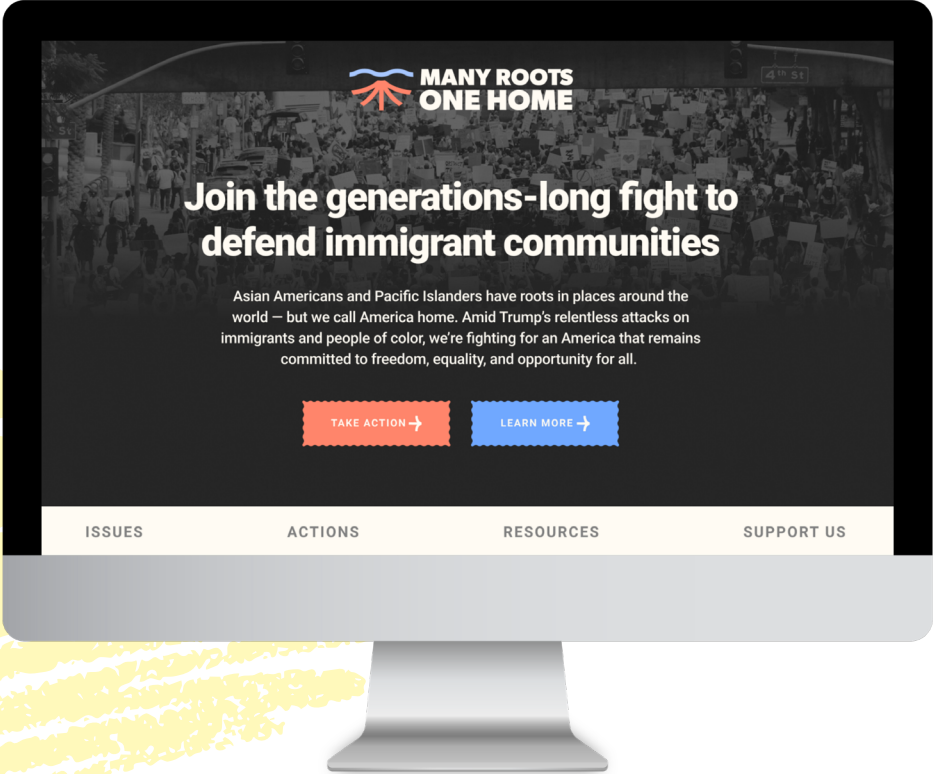 4th St
MANY ROOTS
ONE HOME
Join the generations-long fight to
defend immigrant communities
Asian Americans and Pacific Islanders have roots in places around the
world — but we call America home. Amid Trump’s relentless attacks on
immigrants and people of color, we’re fighting for an America that remains
committed to freedom, equality, and opportunity for all.
TAKE ACTION
LEARN MORE
ISSUES
ACTIONS
RESOURCES
SUPPORT US